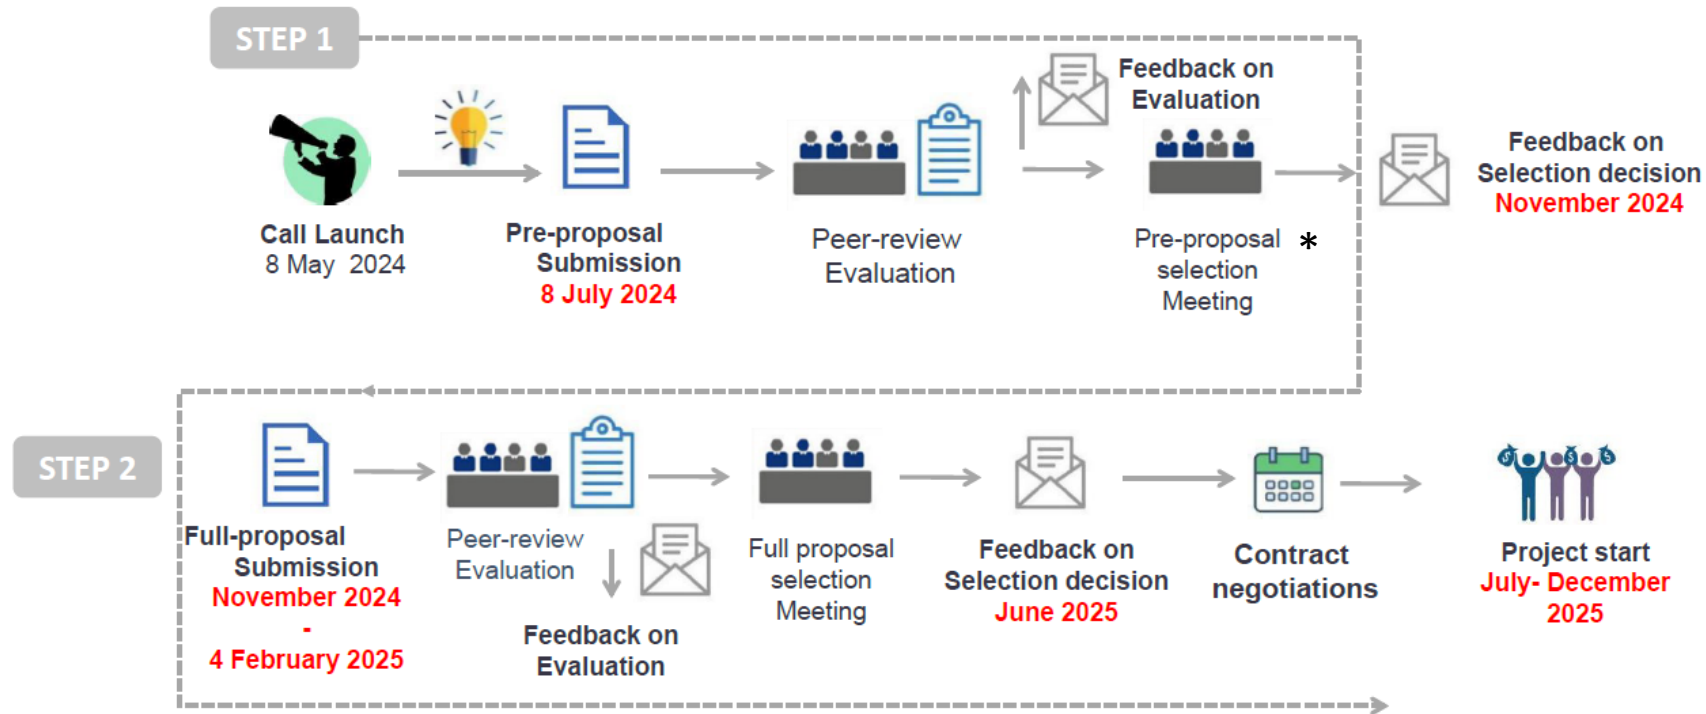 STEP 1
Call Launch
8 May 2024
Pre-proposal
Submission
8 July 2024
Peer-review
Evaluation
Feedback on
Evaluation
Pre-proposal *
selection
Meeting
Feedback on
Selection decision
November 2024
STEP 2
Full-proposal
Submission
November 2024
-
4 February 2025
Peer-review
Evaluation
Feedback on
Evaluation
Full proposal
selection
Meeting
Feedback on
Selection decision
June 2025
Contract
negotiations
$ $ $
Project start
July- December
2025